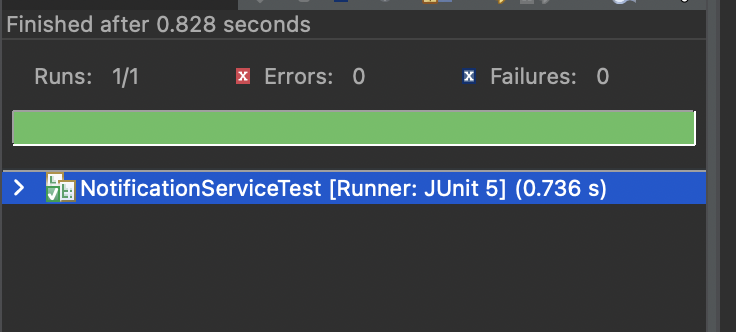 Finished after 0.828 seconds
Runs: 1/1 Errors: 0 Failures: 0
NotificationServiceTest [Runner: JUnit 5] (0.736 s)